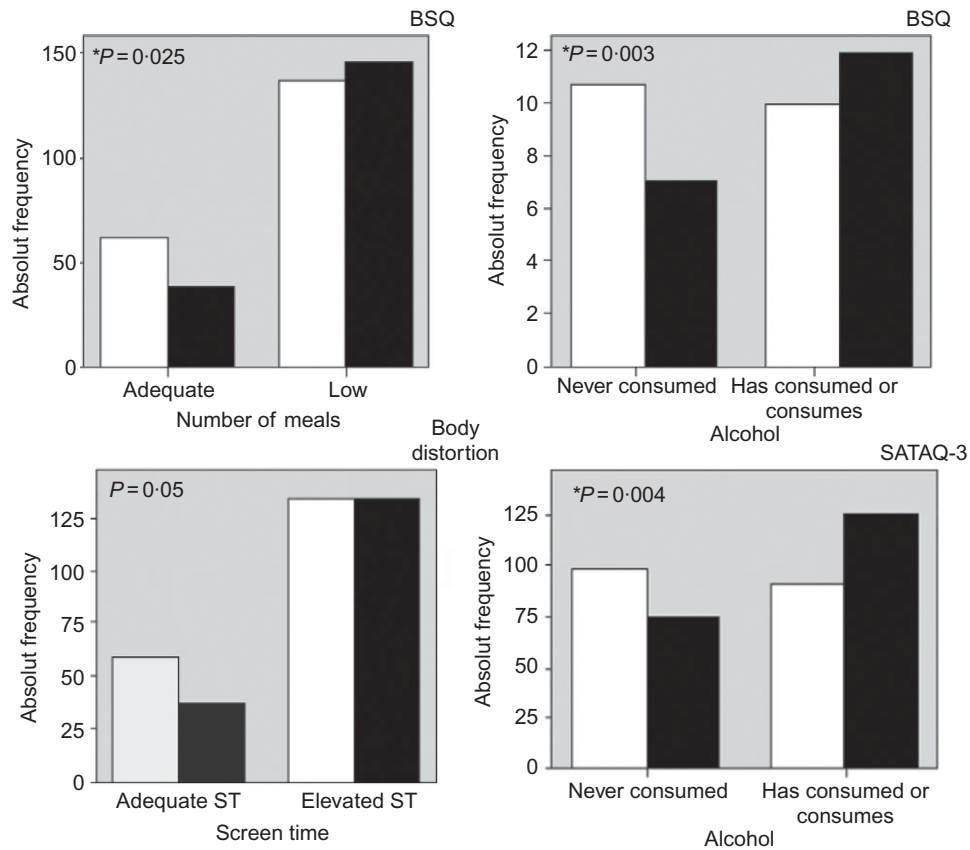 BSQ
*P = 0·025
150
100
50
0
Absolut frequency
Adequate
Low
Number of meals
BSQ
*P = 0·003
12
10
8
6
4
2
0
Absolut frequency
Never consumed
Has consumed or
consumes
Alcohol
Body
distortion
P = 0·05
125
100
75
50
25
0
Absolut frequency
Adequate ST
Elevated ST
Screen time
SATAQ-3
*P = 0·004
125
100
75
50
25
0
Absolut frequency
Never consumed
Has consumed or
consumes
Alcohol